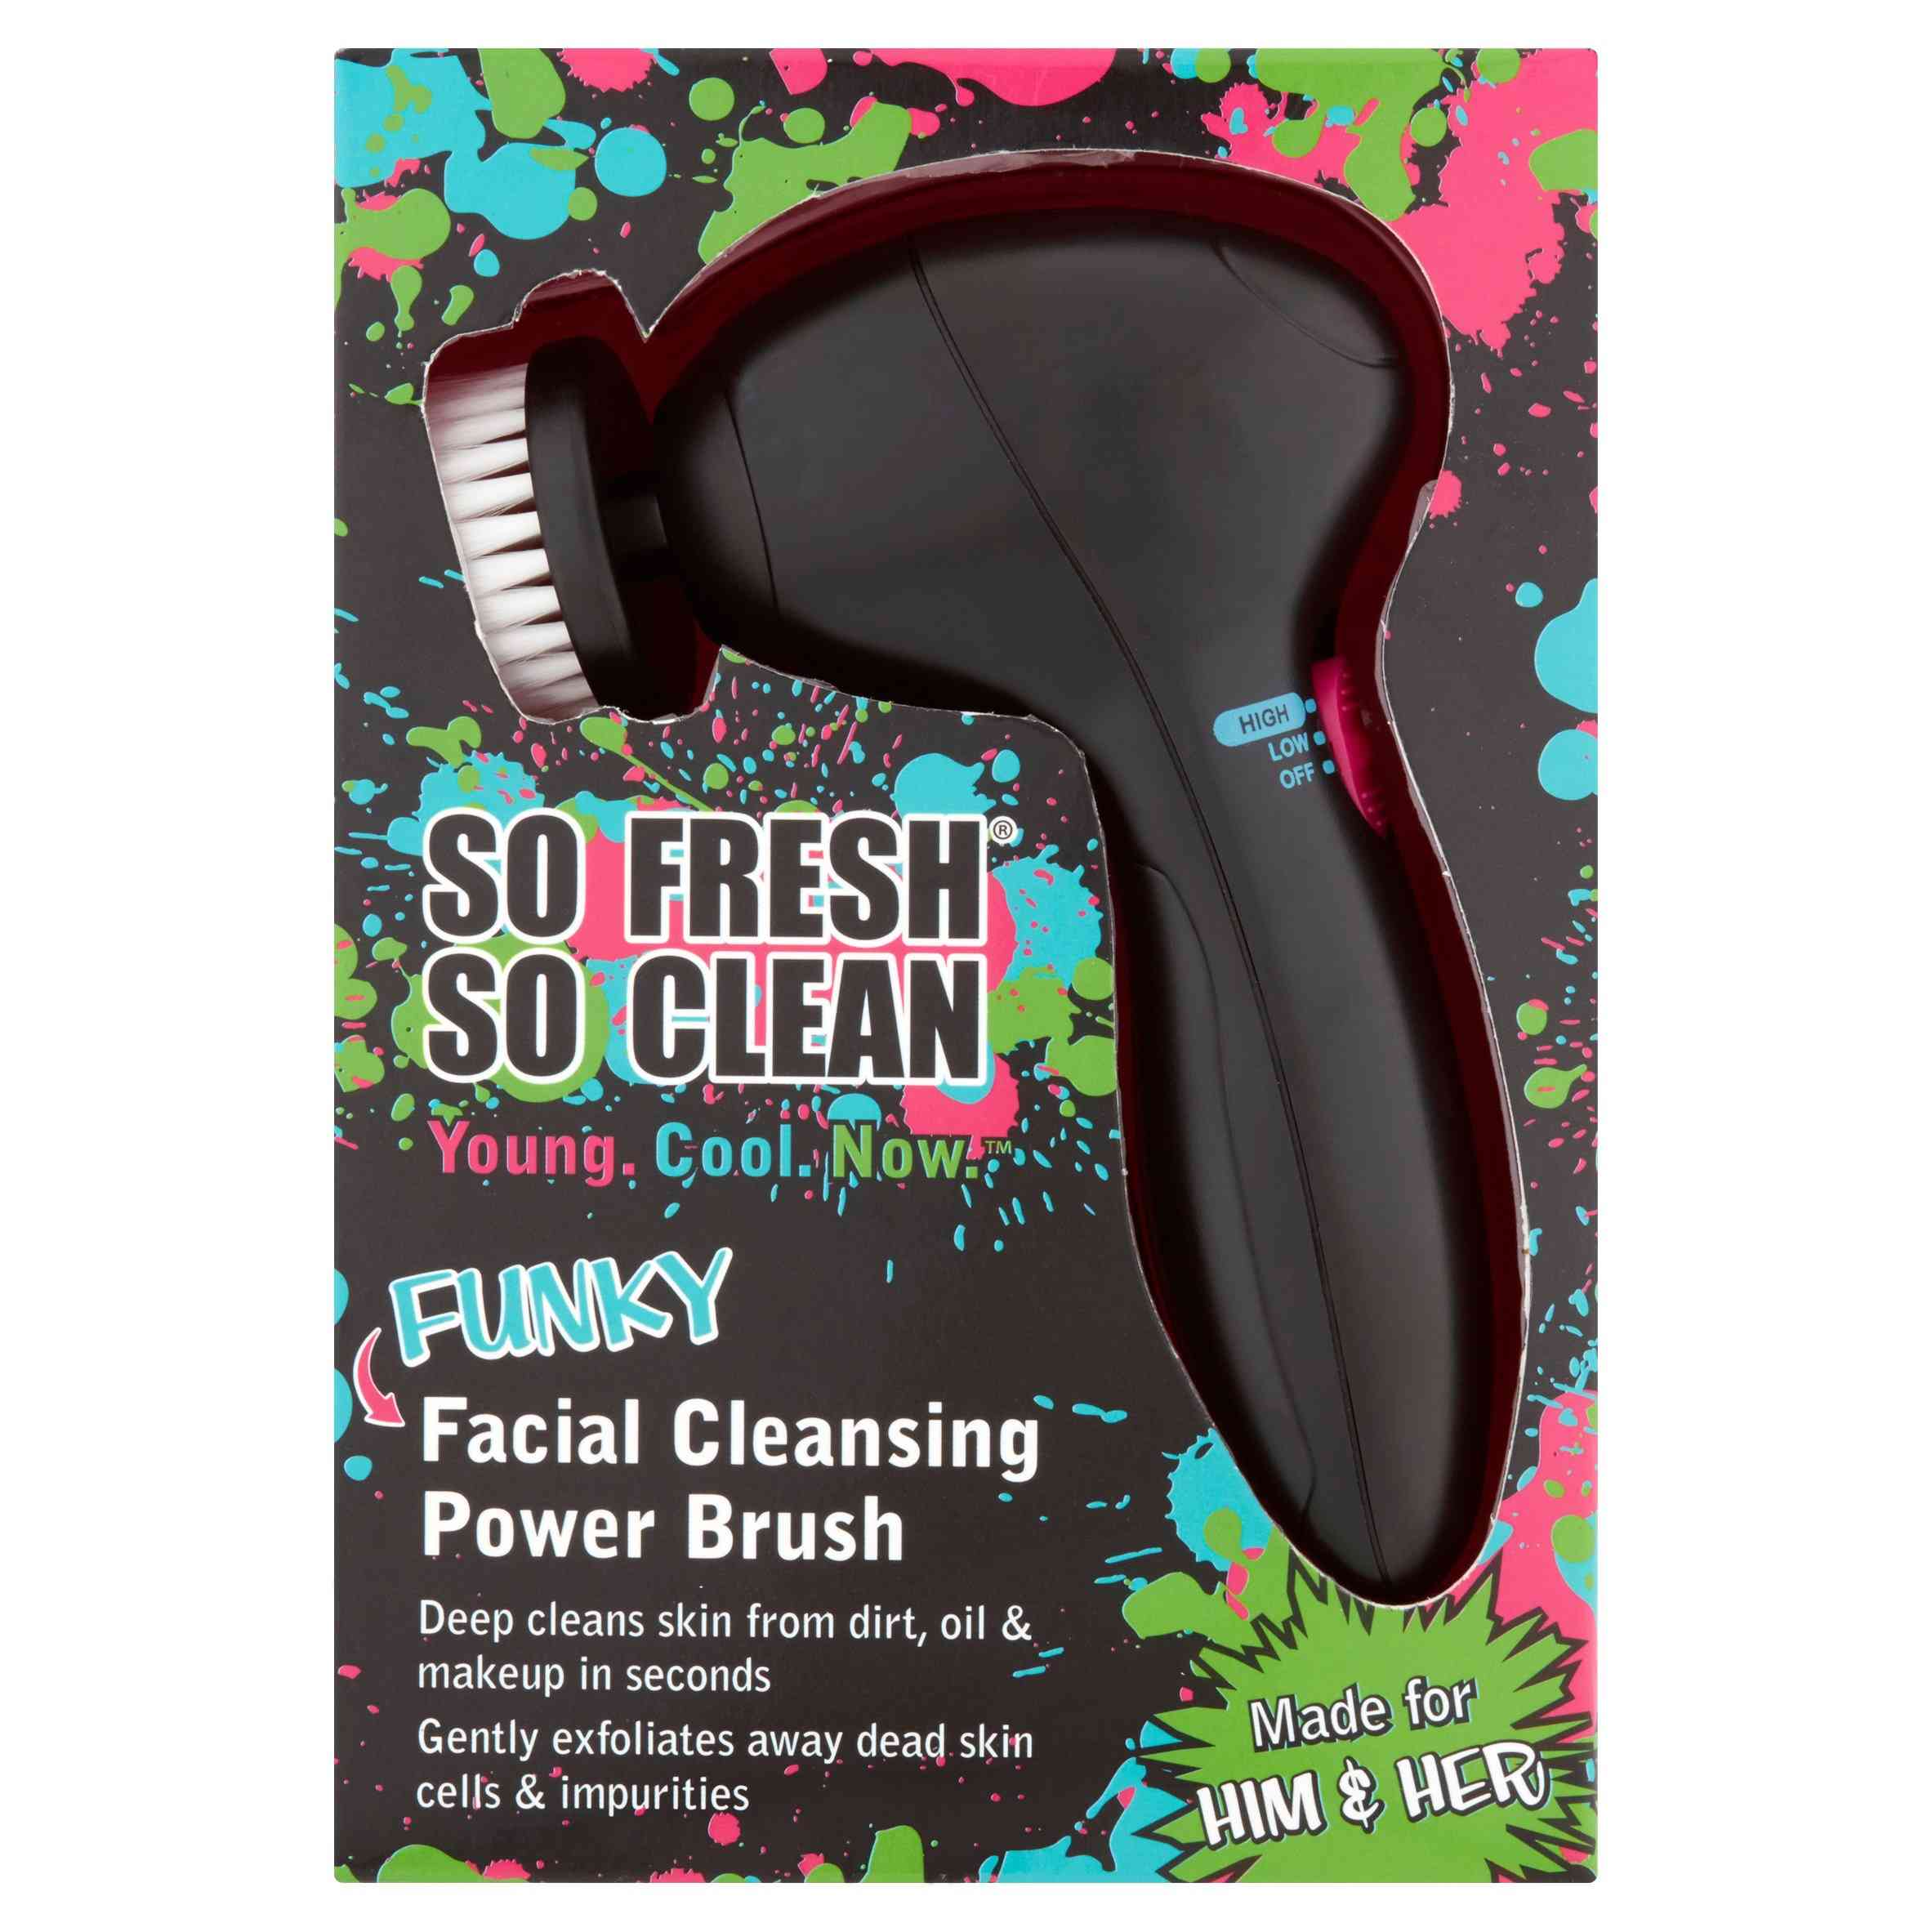 HIGH
LOW
OFF
SO FRESH®
SO CLEAN
Young. Cool. Now.™
FUNKY
Facial Cleansing
Power Brush
Deep cleans skin from dirt, oil &
makeup in seconds
Gently exfoliates away dead skin
cells & impurities
Made for
HIM & HER